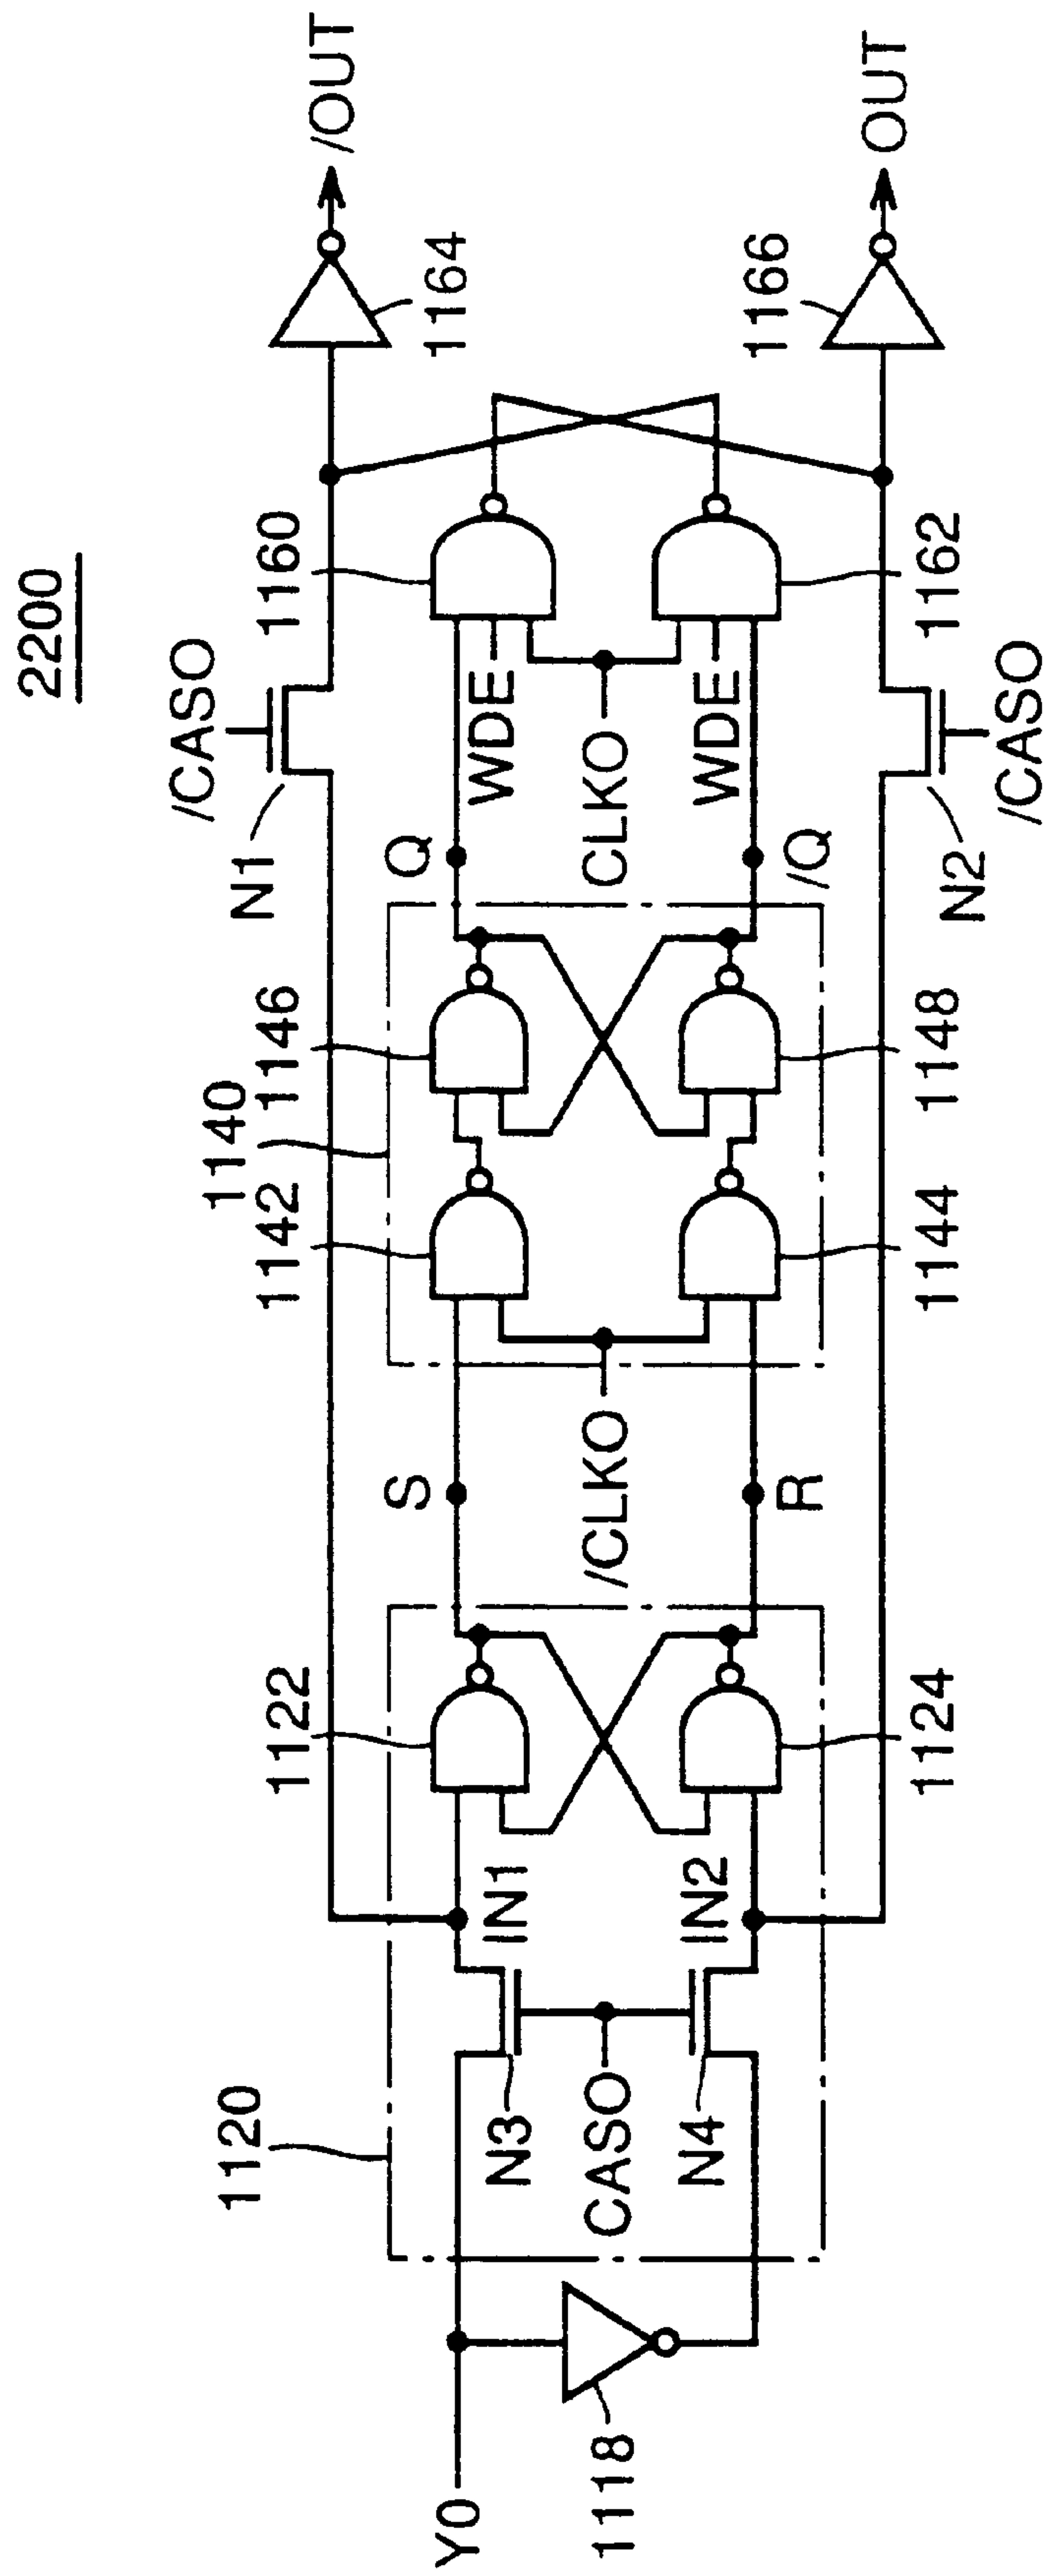 2200
/CASO
N1
1160
1164
/OUT
1140
1142
1146
Q
WDE
CLKO
WDE
/Q
1162
1166
OUT
1120
1122
S
/CLKO
R
1144
1148
N2
/CASO
Y0
1118
N3
CASO
N4
IN1
IN2
1124